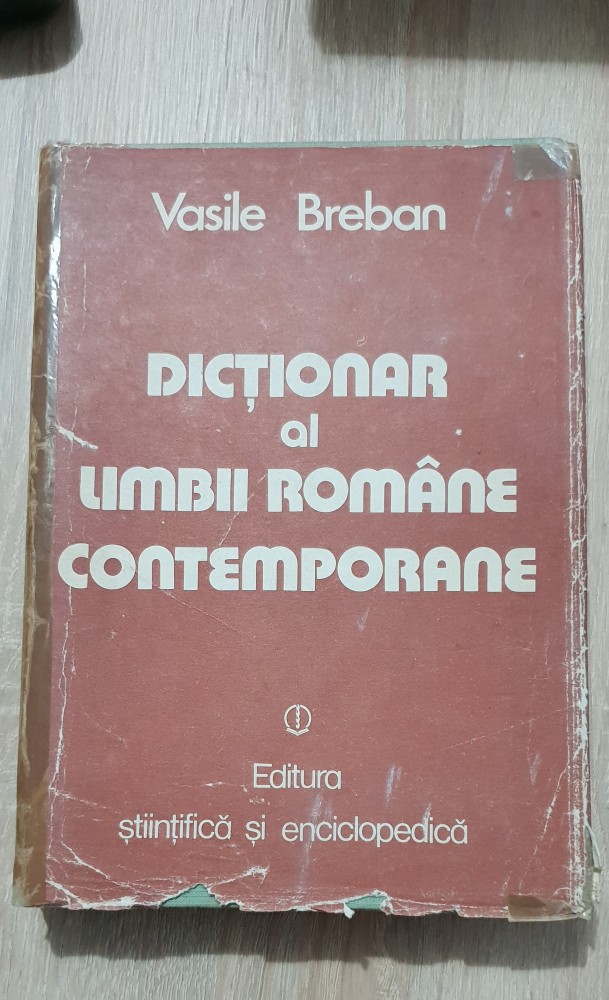 Vasile Breban
DICȚIONAR
al
LIMBII ROMÂNE
CONTEMPORANE
Editura
științifică și enciclopedică